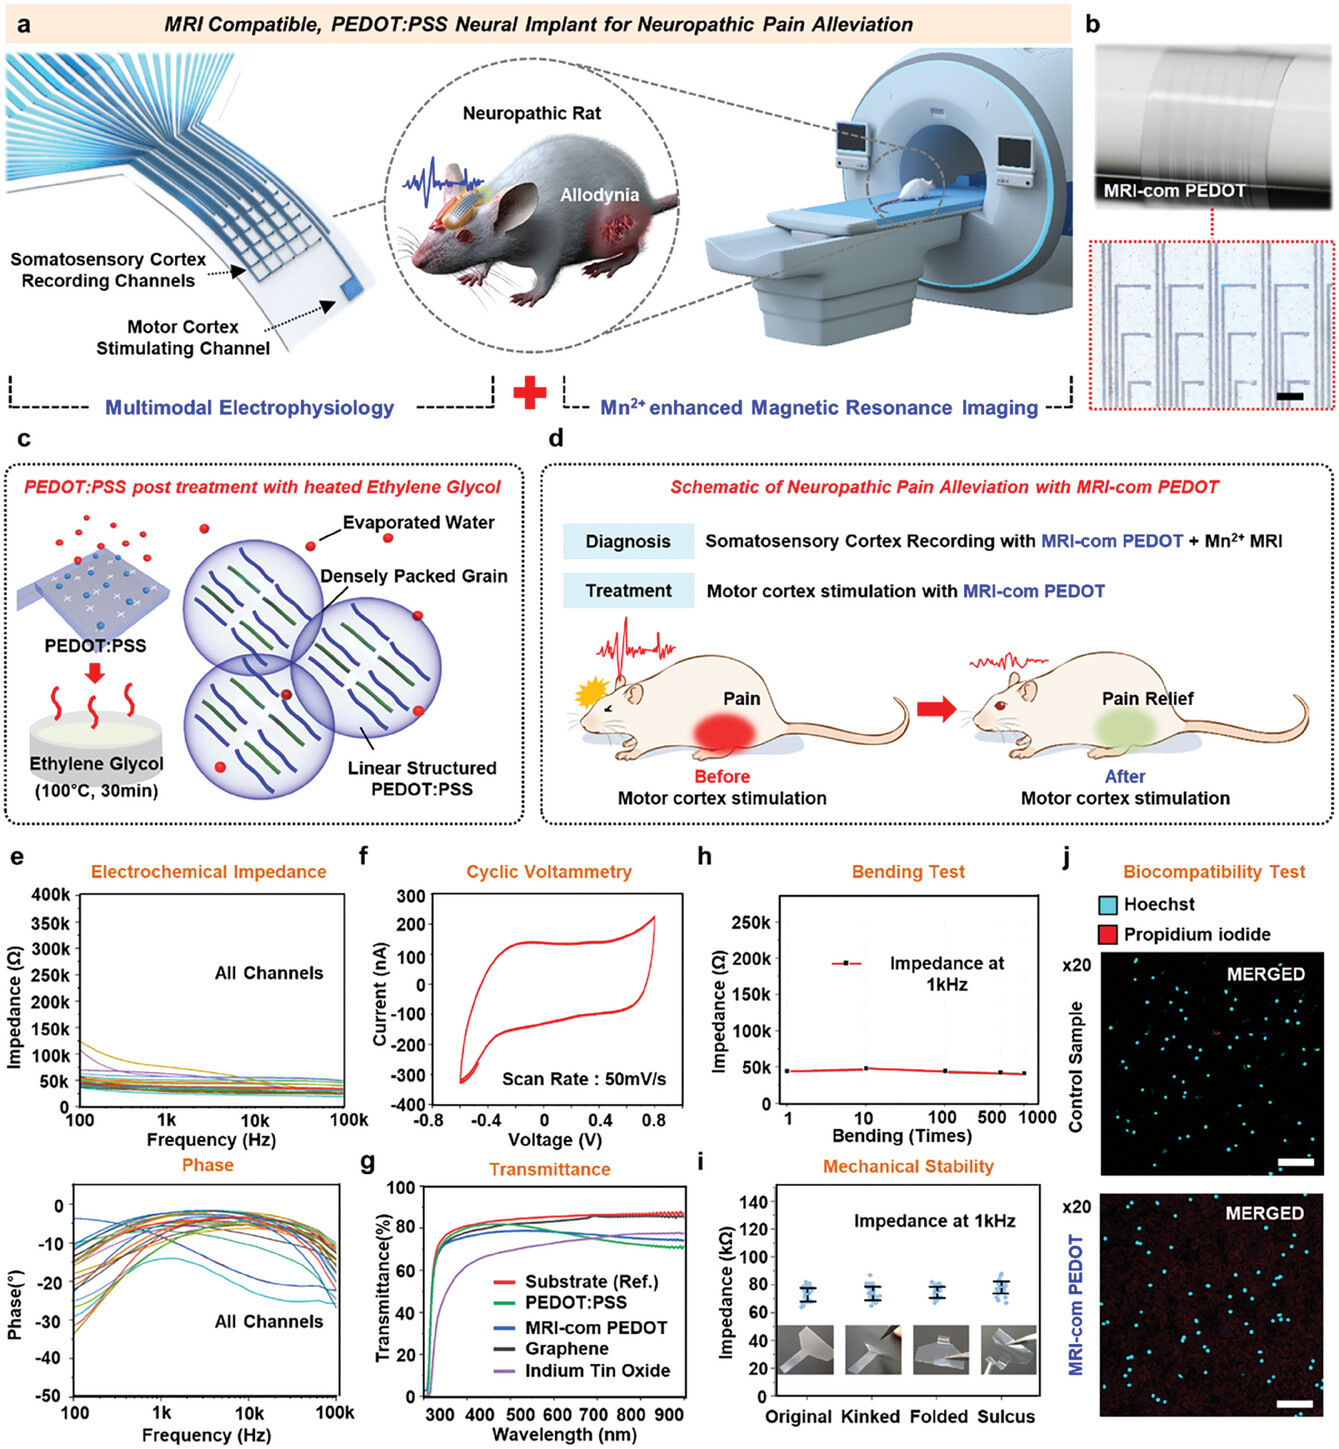 a
MRI Compatible, PEDOT:PSS Neural Implant for Neuropathic Pain Alleviation
Neuropathic Rat
Allodynia
Somatosensory Cortex
Recording Channels
Motor Cortex
Stimulating Channel
Multimodal Electrophysiology
Mn²⁺ enhanced Magnetic Resonance Imaging
b
MRI-com PEDOT
c
PEDOT:PSS post treatment with heated Ethylene Glycol
Evaporated Water
Densely Packed Grain
PEDOT:PSS
Ethylene Glycol
(100°C, 30min)
Linear Structured
PEDOT:PSS
d
Schematic of Neuropathic Pain Alleviation with MRI-com PEDOT
Diagnosis
Somatosensory Cortex Recording with MRI-com PEDOT + Mn²⁺ MRI
Treatment
Motor cortex stimulation with MRI-com PEDOT
Pain
Before
Motor cortex stimulation
Pain Relief
After
Motor cortex stimulation
e
Electrochemical Impedance
Impedance (Ω)
400k
350k
300k
250k
200k
150k
100k
50k
0
All Channels
100
1k
10k
100k
Frequency (Hz)
Phase
Phase(°)
0
-10
-20
-30
-40
-50
All Channels
100
1k
10k
100k
Frequency (Hz)
f
Cyclic Voltammetry
Current (nA)
300
200
100
0
-100
-200
-300
-400
Scan Rate : 50mV/s
-0.8
-0.4
0
0.4
0.8
Voltage (V)
g
Transmittance
Transmittance(%)
100
80
60
40
20
0
Substrate (Ref.)
PEDOT:PSS
MRI-com PEDOT
Graphene
Indium Tin Oxide
300 400 500 600 700 800 900
Wavelength (nm)
h
Bending Test
Impedance (Ω)
250k
200k
150k
100k
50k
0
Impedance at
1kHz
1
10
100
500
1000
Bending (Times)
i
Mechanical Stability
Impedance (kΩ)
140
120
100
80
60
40
20
0
Impedance at 1kHz
Original Kinked Folded Sulcus
j
Biocompatibility Test
Hoechst
Propidium iodide
x20
MERGED
Control Sample
x20
MERGED
MRI-com PEDOT